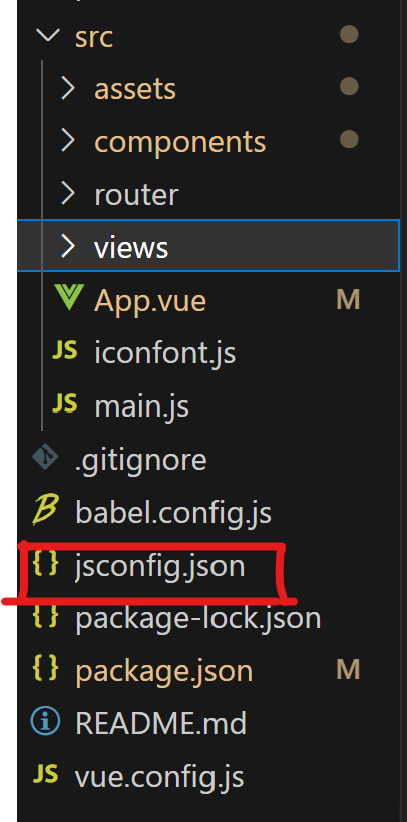 src
assets
components
router
views
App.vue M
JS iconfont.js
JS main.js
.gitignore
B babel.config.js
{} jsconfig.json
{} package-lock.json
{} package.json M
README.md
JS vue.config.js